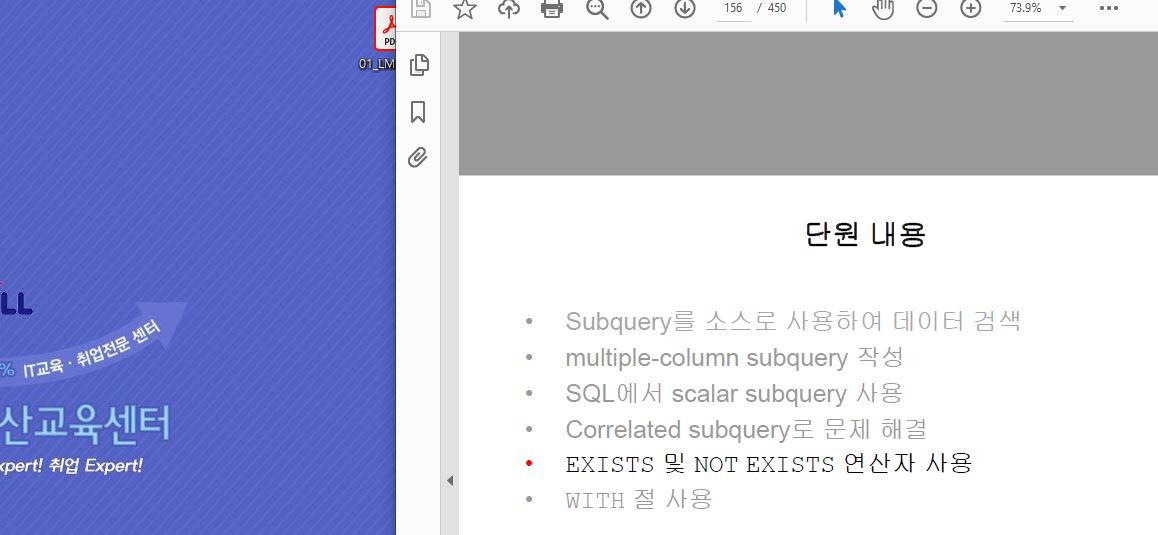 156 / 450
73.9%
PD
01_LM
단원 내용
• Subquery를 소스로 사용하여 데이터 검색
• multiple-column subquery 작성
• SQL에서 scalar subquery 사용
• Correlated subquery로 문제 해결
• EXISTS 및 NOT EXISTS 연산자 사용
• WITH 절 사용
LL
% IT교육 · 취업전문 센터
산교육센터
xpert! 취업 Expert!